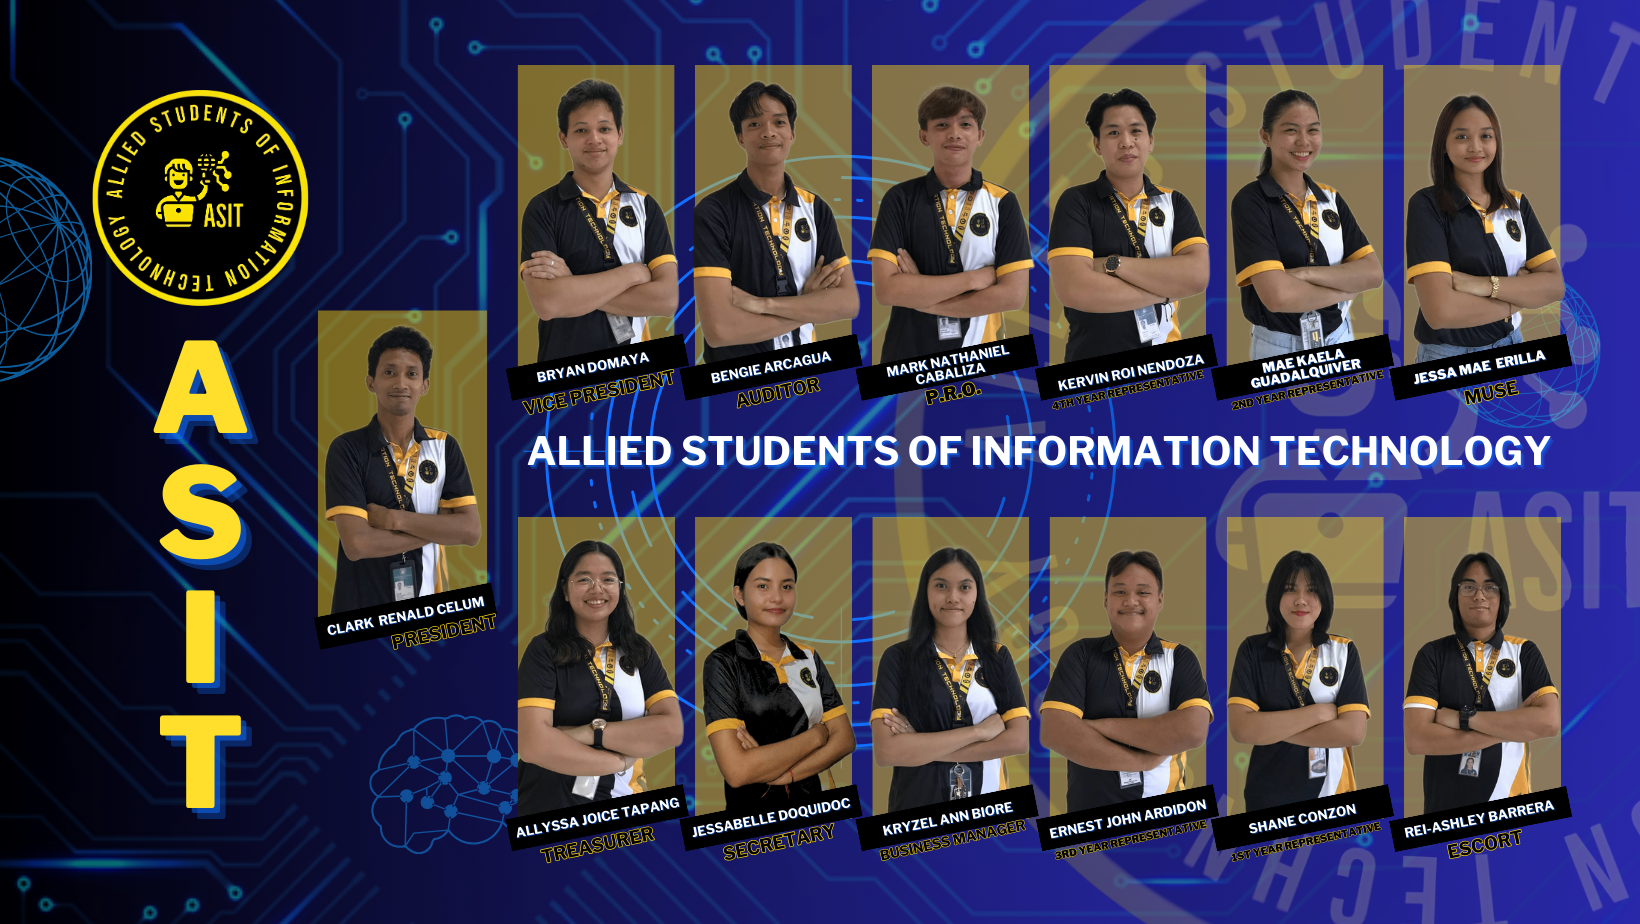 ALLIED STUDENTS OF INFORMATION TECHNOLOGY
ASIT
ASIT
CLARK RENALD CELUM
PRESIDENT
BRYAN DOMAYA
VICE PRESIDENT
BENGIE ARCAGUA
AUDITOR
MARK NATHANIEL
CABALIZA
P.R.O.
KERVIN ROI NENDOZA
4TH YEAR REPRESENTATIVE
MAE KAELA
GUADALQUIVER
2ND YEAR REPRESENTATIVE
JESSA MAE ERILLA
MUSE
ALLIED STUDENTS OF INFORMATION TECHNOLOGY
ALLYSSA JOICE TAPANG
TREASURER
JESSABELLE DOQUIDOC
SECRETARY
KRYZEL ANN BIORE
BUSINESS MANAGER
ERNEST JOHN ARDIDON
3RD YEAR REPRESENTATIVE
SHANE CONZON
1ST YEAR REPRESENTATIVE
REI-ASHLEY BARRERA
ESCORT
STUDENT
ASIT